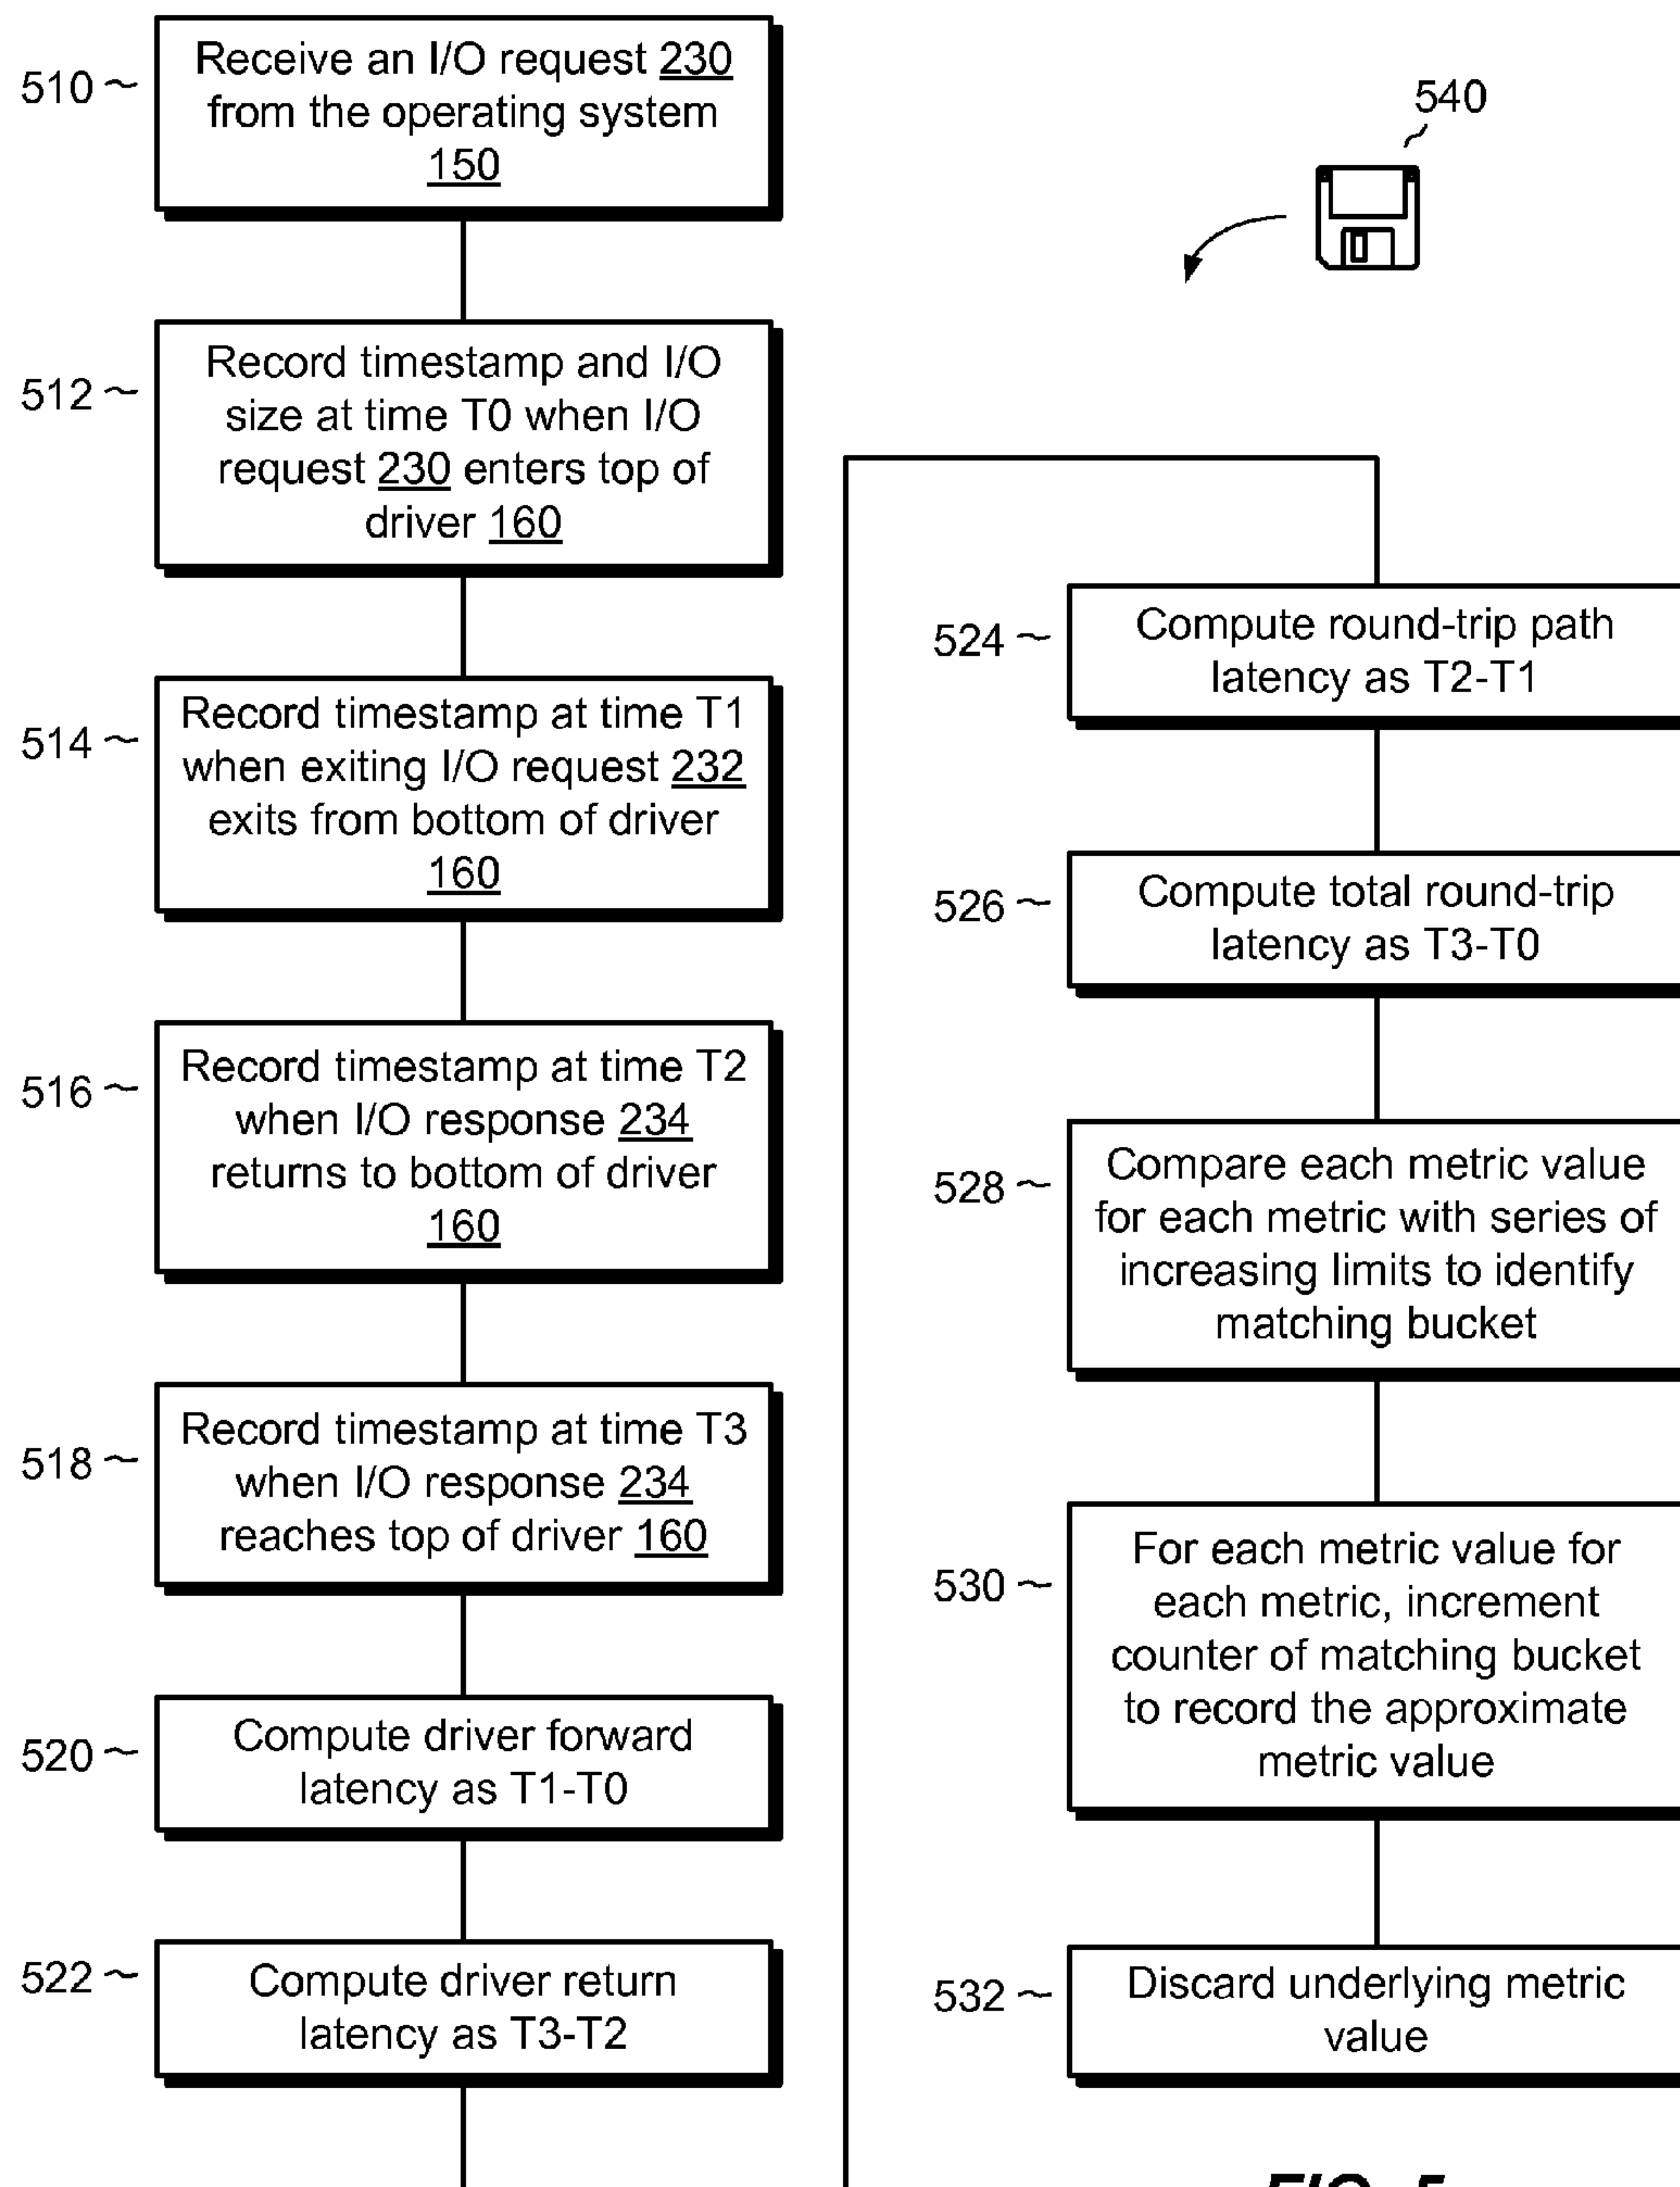 510
Receive an I/O request 230
from the operating system
150
512
Record timestamp and I/O
size at time T0 when I/O
request 230 enters top of
driver 160
514
Record timestamp at time T1
when exiting I/O request 232
exits from bottom of driver
160
516
Record timestamp at time T2
when I/O response 234
returns to bottom of driver
160
518
Record timestamp at time T3
when I/O response 234
reaches top of driver 160
520
Compute driver forward
latency as T1-T0
522
Compute driver return
latency as T3-T2
540
524
Compute round-trip path
latency as T2-T1
526
Compute total round-trip
latency as T3-T0
528
Compare each metric value
for each metric with series of
increasing limits to identify
matching bucket
530
For each metric value for
each metric, increment
counter of matching bucket
to record the approximate
metric value
532
Discard underlying metric
value